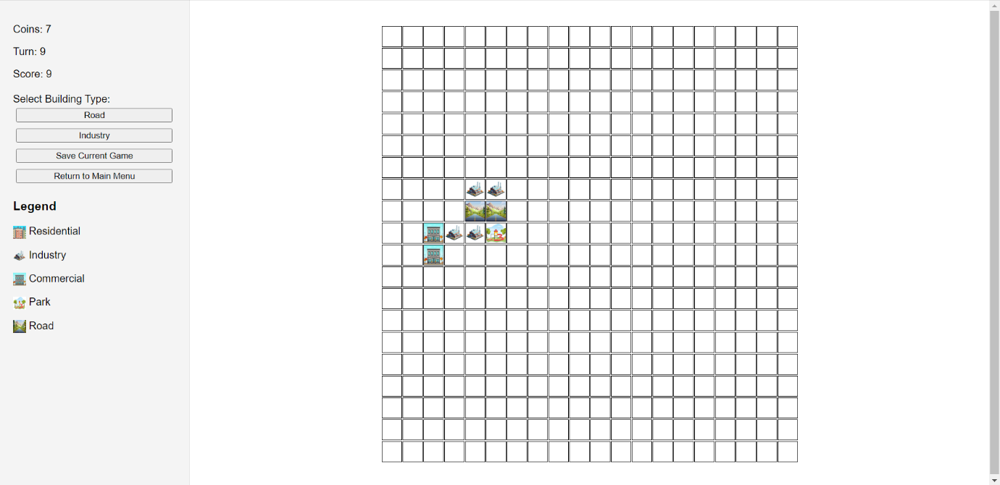 Coins: 7
Turn: 9
Score: 9
Select Building Type:
Road
Industry
Save Current Game
Return to Main Menu
Legend
Residential
Industry
Commercial
Park
Road